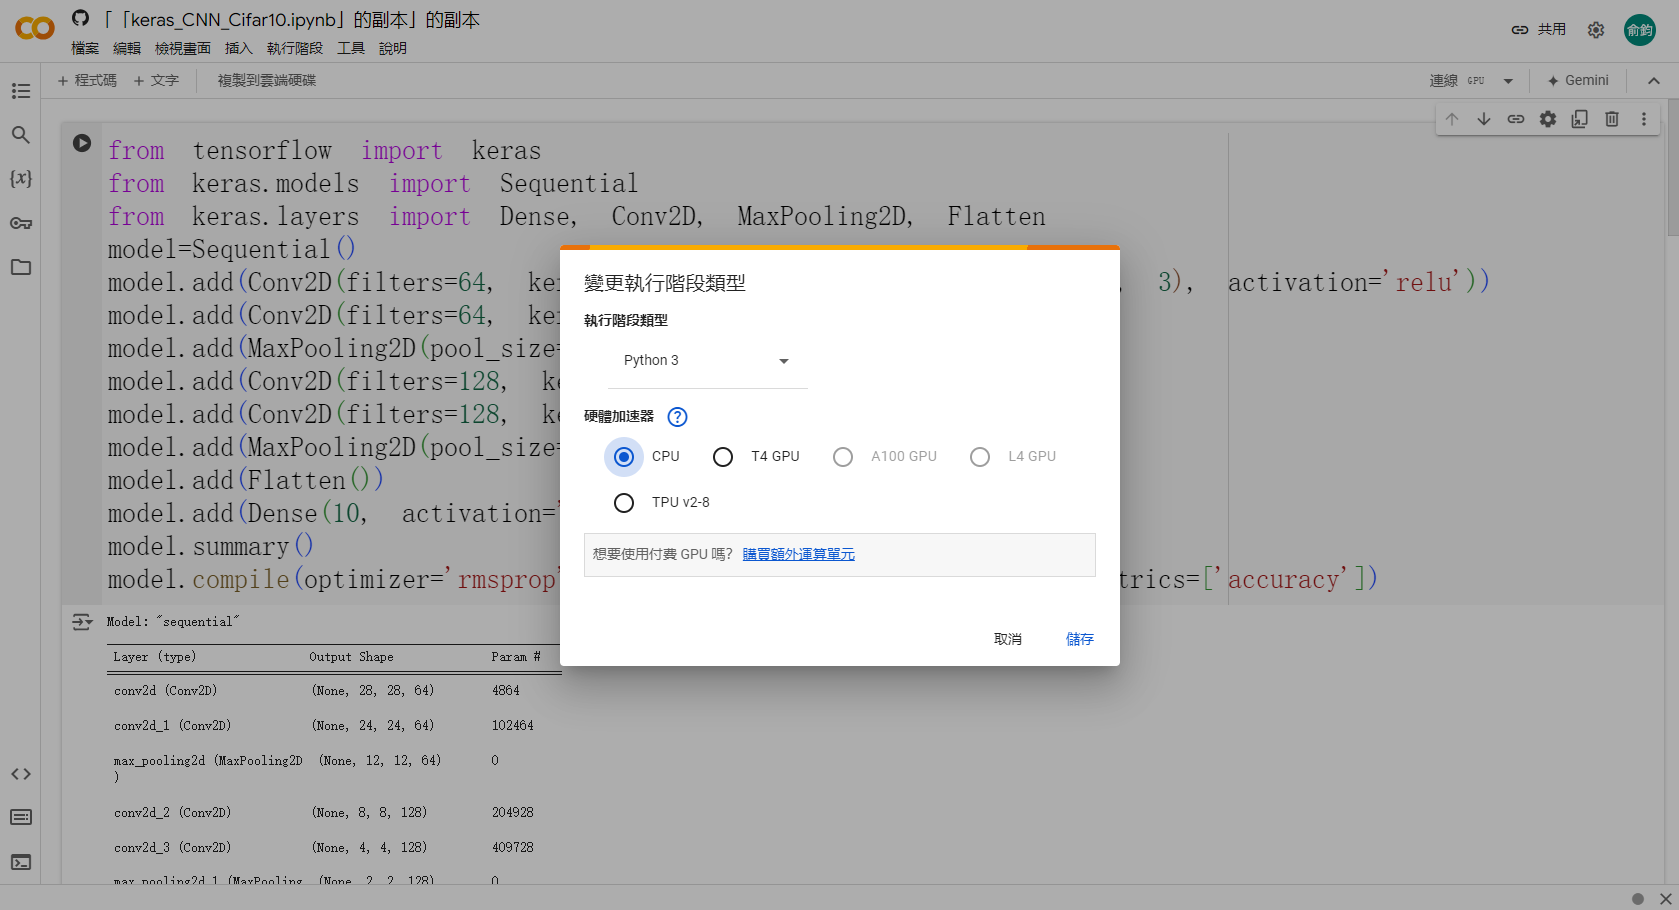 「「keras_CNN_Cifar10.ipynb」的副本」的副本
檔案 編輯 檢視畫面 插入 執行階段 工具 說明
共用
俞鈞
+ 程式碼 + 文字 複製到雲端硬碟
連線 GPU
Gemini
from tensorflow import keras
from keras.models import Sequential
from keras.layers import Dense, Conv2D, MaxPooling2D, Flatten
model=Sequential()
model.add(Conv2D(filters=64, ke 3), activation='relu'))
model.add(Conv2D(filters=64, ke
model.add(MaxPooling2D(pool_size=
model.add(Conv2D(filters=128, ke
model.add(Conv2D(filters=128, ke
model.add(MaxPooling2D(pool_size=
model.add(Flatten())
model.add(Dense(10, activation='
model.summary()
model.compile(optimizer='rmsprop' trics=['accuracy'])
變更執行階段類型
執行階段類型
Python 3
硬體加速器 ?
CPU T4 GPU A100 GPU L4 GPU
TPU v2-8
想要使用付費 GPU 嗎? 購買額外運算單元
取消 儲存
Model: "sequential"
Layer (type) Output Shape Param #
conv2d (Conv2D) (None, 28, 28, 64) 4864
conv2d_1 (Conv2D) (None, 24, 24, 64) 102464
max_pooling2d (MaxPooling2D (None, 12, 12, 64) 0
)
conv2d_2 (Conv2D) (None, 8, 8, 128) 204928
conv2d_3 (Conv2D) (None, 4, 4, 128) 409728
max_pooling2d_1 (MaxPooling (None, 2, 2, 128) 0